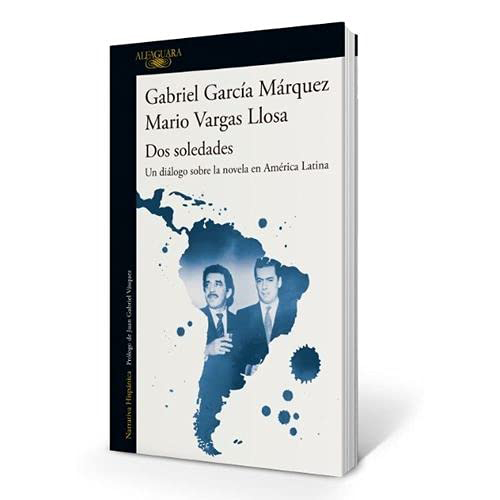 ALFAGUARA
Gabriel García Márquez
Mario Vargas Llosa
Dos soledades
Un diálogo sobre la novela en América Latina
Narrativa Hispánica
Prólogo de Juan Gabriel Vásquez